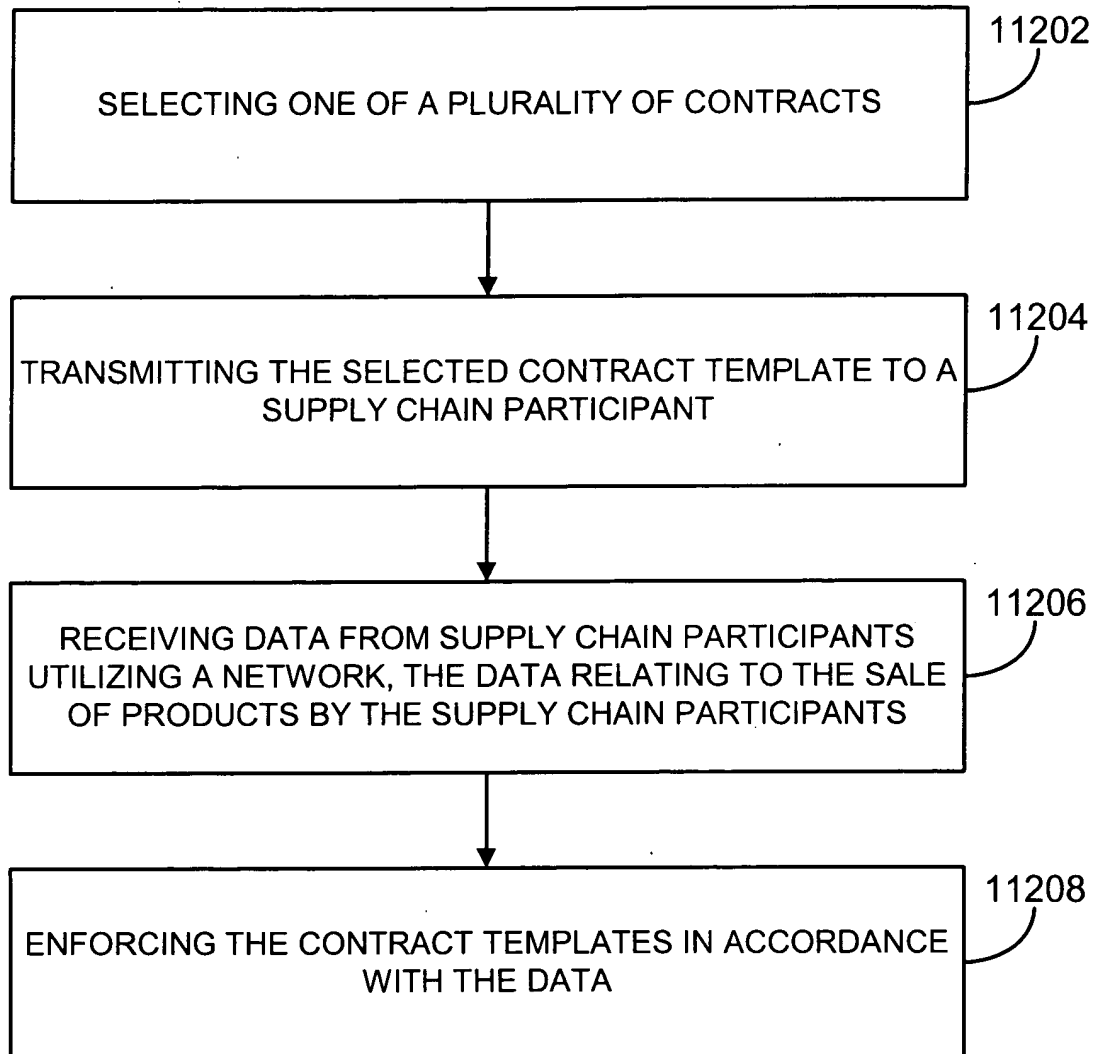 11202
SELECTING ONE OF A PLURALITY OF CONTRACTS
11204
TRANSMITTING THE SELECTED CONTRACT TEMPLATE TO A
SUPPLY CHAIN PARTICIPANT
11206
RECEIVING DATA FROM SUPPLY CHAIN PARTICIPANTS
UTILIZING A NETWORK, THE DATA RELATING TO THE SALE
OF PRODUCTS BY THE SUPPLY CHAIN PARTICIPANTS
11208
ENFORCING THE CONTRACT TEMPLATES IN ACCORDANCE
WITH THE DATA